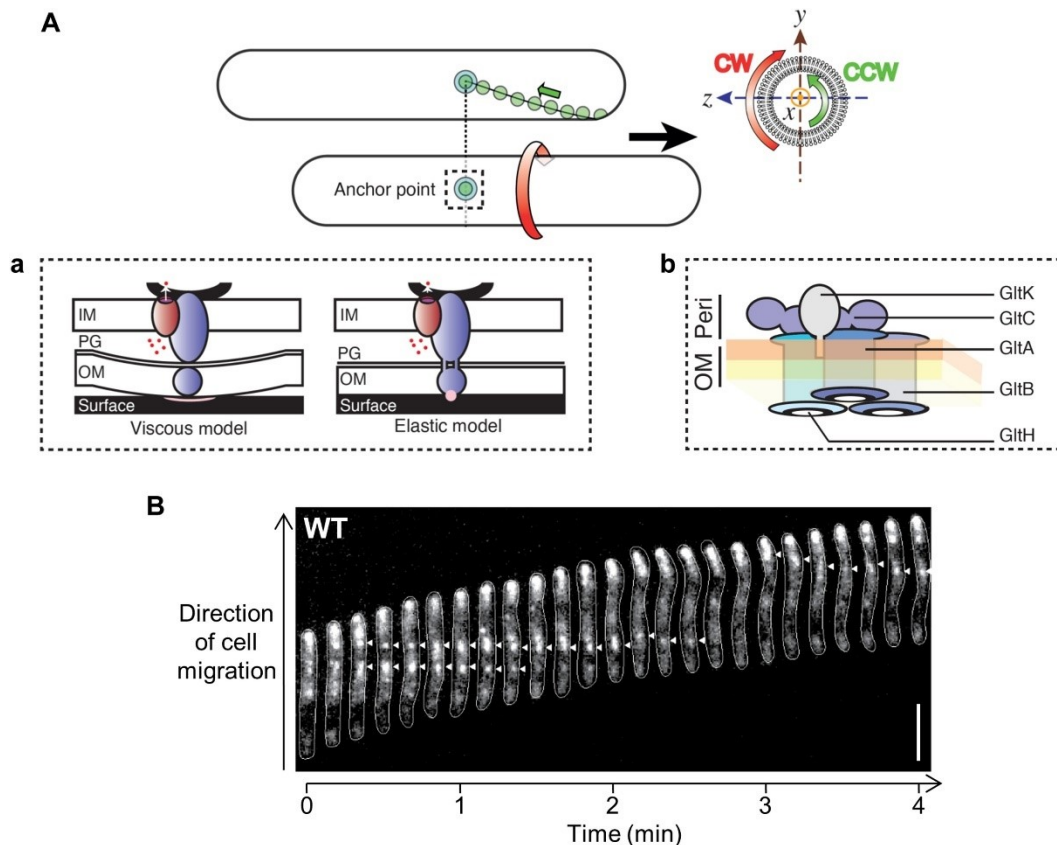 A
y
CW
CCW
z
x
Anchor point
a
IM
PG
OM
Surface
Viscous model
IM
PG
OM
Surface
Elastic model
b
Peri
OM
GltK
GltC
GltA
GltB
GltH
B
WT
Direction
of cell
migration
0 1 2 3 4
Time (min)